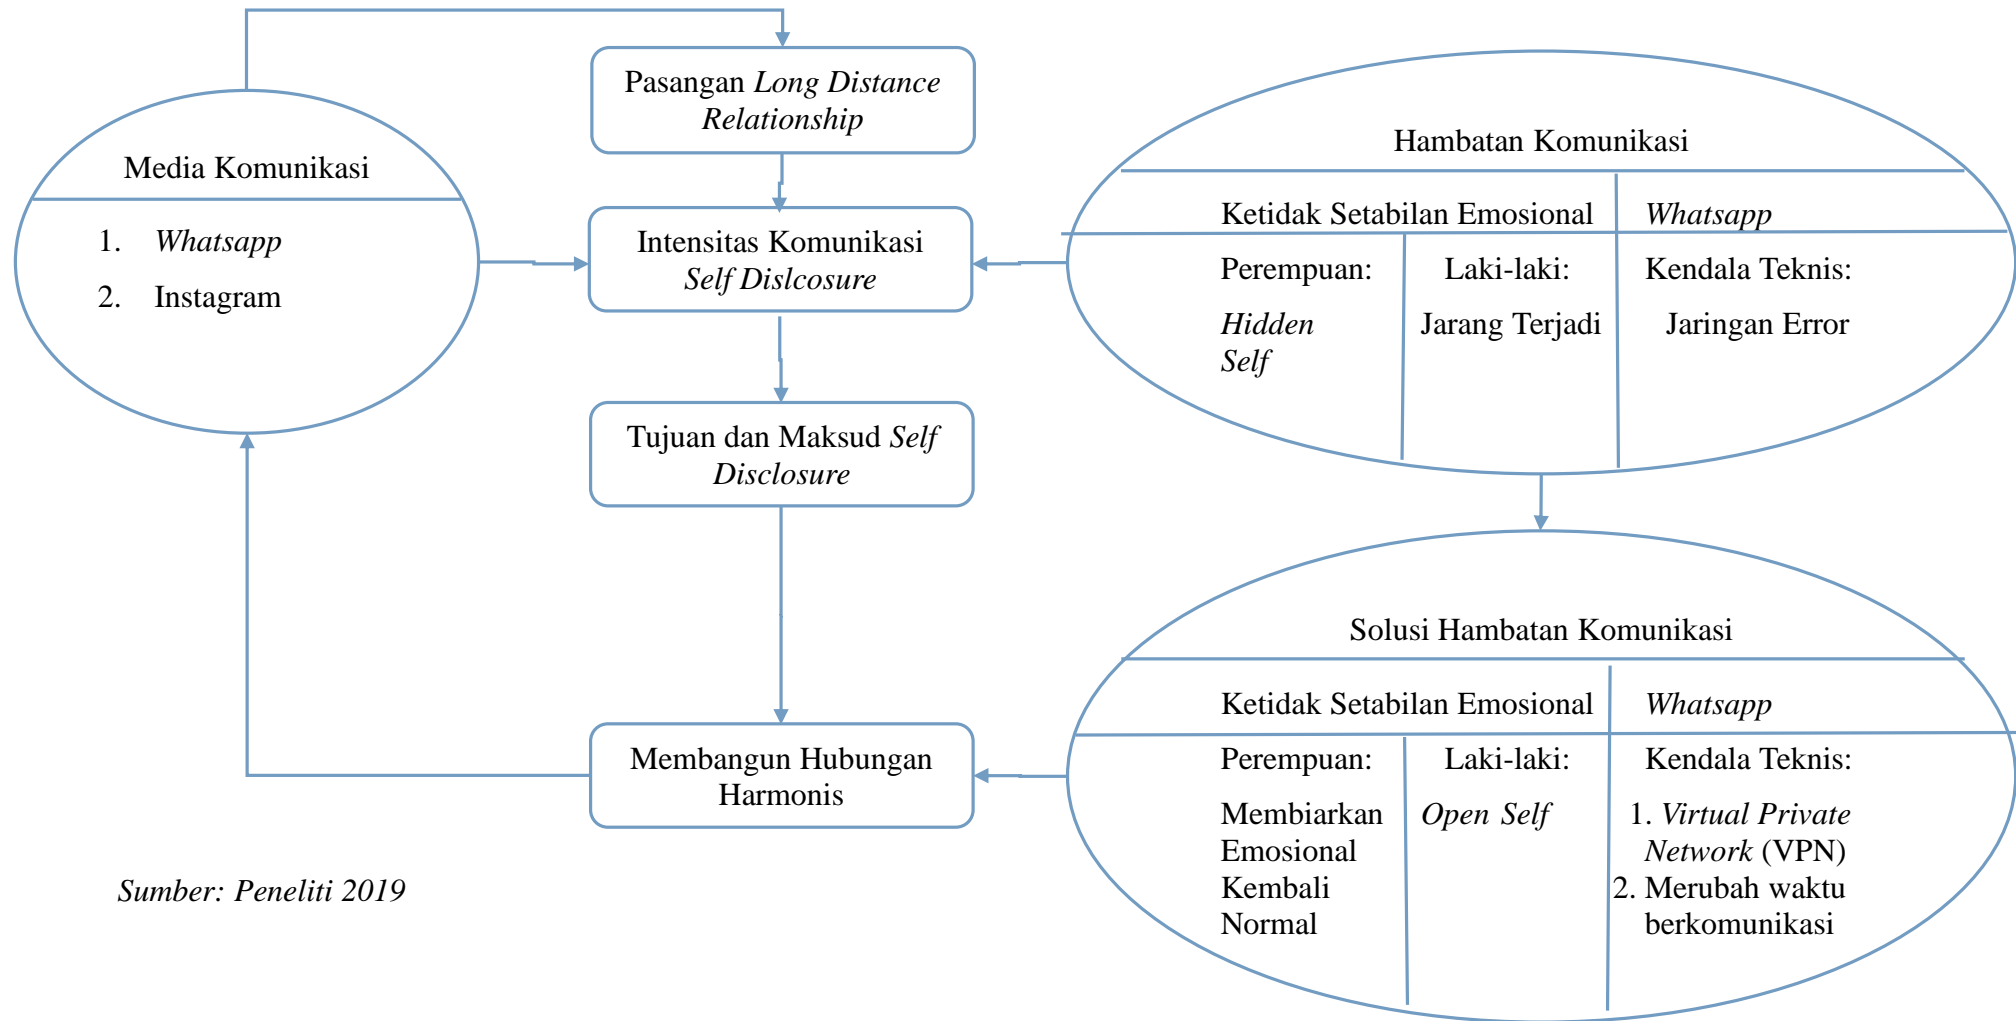 Pasangan Long Distance
Relationship
Media Komunikasi
1. Whatsapp
2. Instagram
Intensitas Komunikasi
Self Dislcosure
Tujuan dan Maksud Self
Disclosure
Membangun Hubungan
Harmonis
Hambatan Komunikasi
Ketidak Setabilan Emosional
Whatsapp
Perempuan:
Hidden
Self
Laki-laki:
Jarang Terjadi
Kendala Teknis:
Jaringan Error
Solusi Hambatan Komunikasi
Ketidak Setabilan Emosional
Whatsapp
Perempuan:
Membiarkan
Emosional
Kembali
Normal
Laki-laki:
Open Self
Kendala Teknis:
1. Virtual Private
Network (VPN)
2. Merubah waktu
berkomunikasi
Sumber: Peneliti 2019